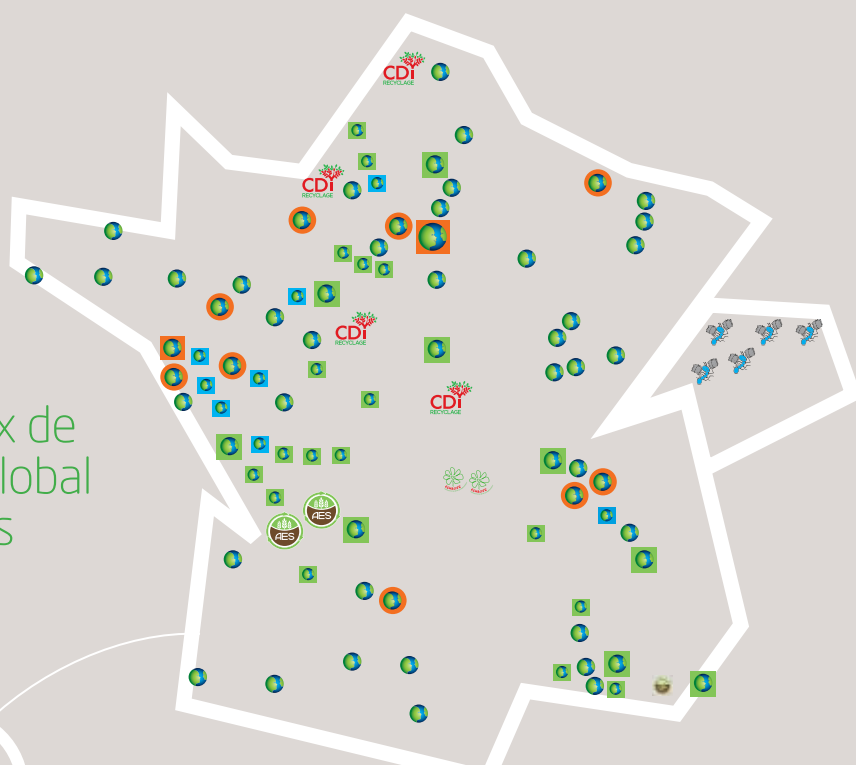 CDi
RECYCLAGE
CDi
RECYCLAGE
CDi
RECYCLAGE
CDi
RECYCLAGE
x de
lobal
s
AES
AES